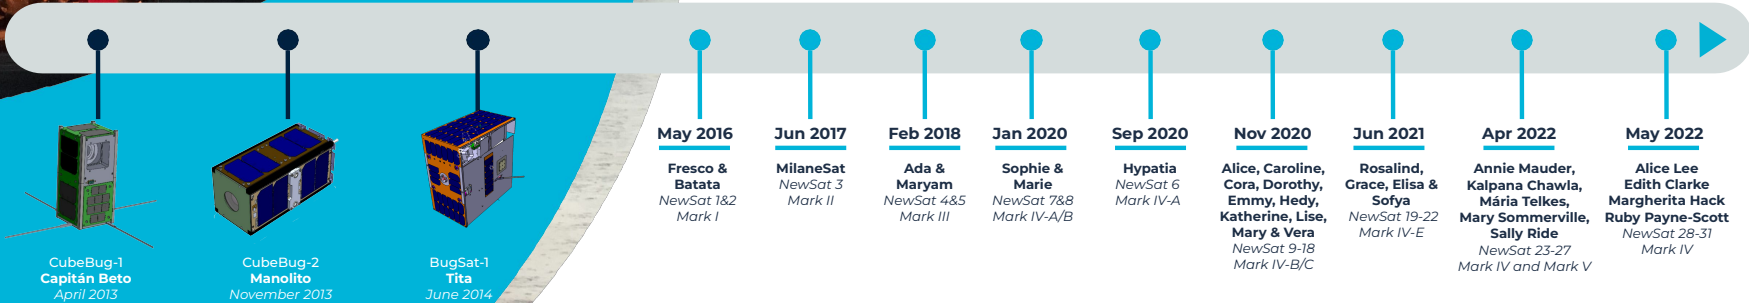 CubeBug-1
Capitán Beto
April 2013
CubeBug-2
Manolito
November 2013
BugSat-1
Tita
June 2014
May 2016
Fresco &
Batata
NewSat 1&2
Mark I
Jun 2017
MilaneSat
NewSat 3
Mark II
Feb 2018
Ada &
Maryam
NewSat 4&5
Mark III
Jan 2020
Sophie &
Marie
NewSat 7&8
Mark IV-A/B
Sep 2020
Hypatia
NewSat 6
Mark IV-A
Nov 2020
Alice, Caroline,
Cora, Dorothy,
Emmy, Hedy,
Katherine, Lise,
Mary & Vera
NewSat 9-18
Mark IV-B/C
Jun 2021
Rosalind,
Grace, Elisa &
Sofya
NewSat 19-22
Mark IV-E
Apr 2022
Annie Mauder,
Kalpana Chawla,
Mária Telkes,
Mary Sommerville,
Sally Ride
NewSat 23-27
Mark IV and Mark V
May 2022
Alice Lee
Edith Clarke
Margherita Hack
Ruby Payne-Scott
NewSat 28-31
Mark IV